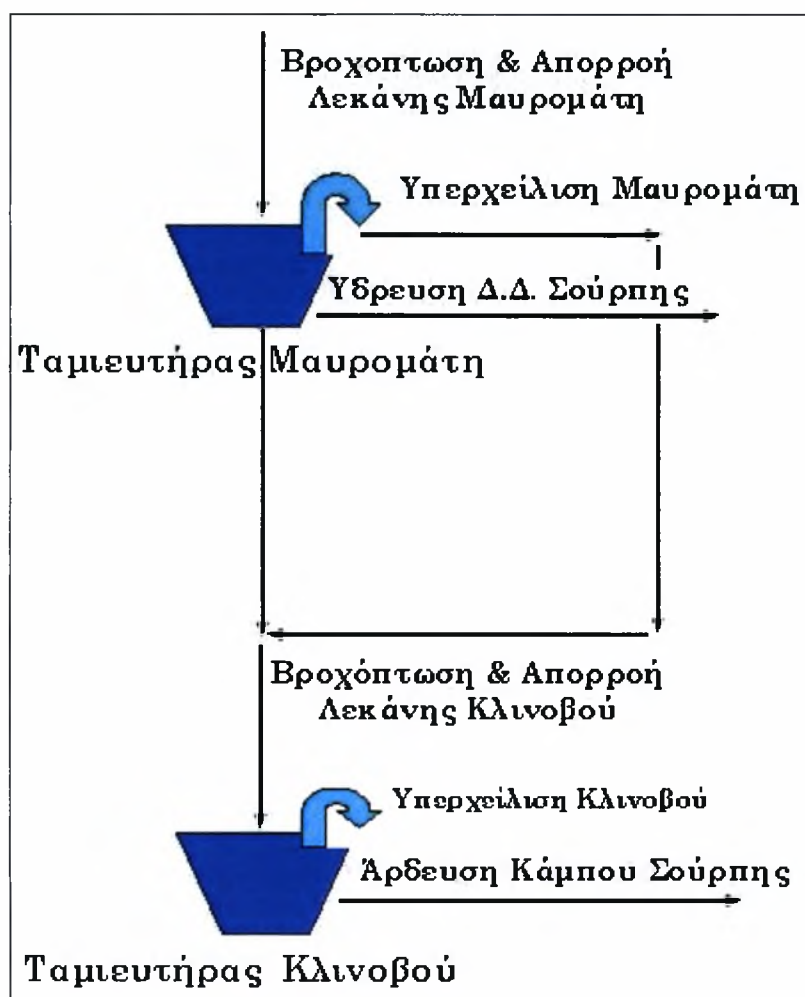 Βροχοπτωση & Απορροή
Λεκάνης Μαυρομάτη
Υπερχείλιση Μαυρομάτη
Υδρευση Δ.Δ. Σούρπης
Ταμιευτήρας Μαυρομάτη
Βροχόπτωση & Απορροή
Λεκάνης Κλινοβού
Υπερχείλιση Κλινοβού
Άρδευση Κάμπου Σούρπης
Ταμιευτήρας Κλινοβού